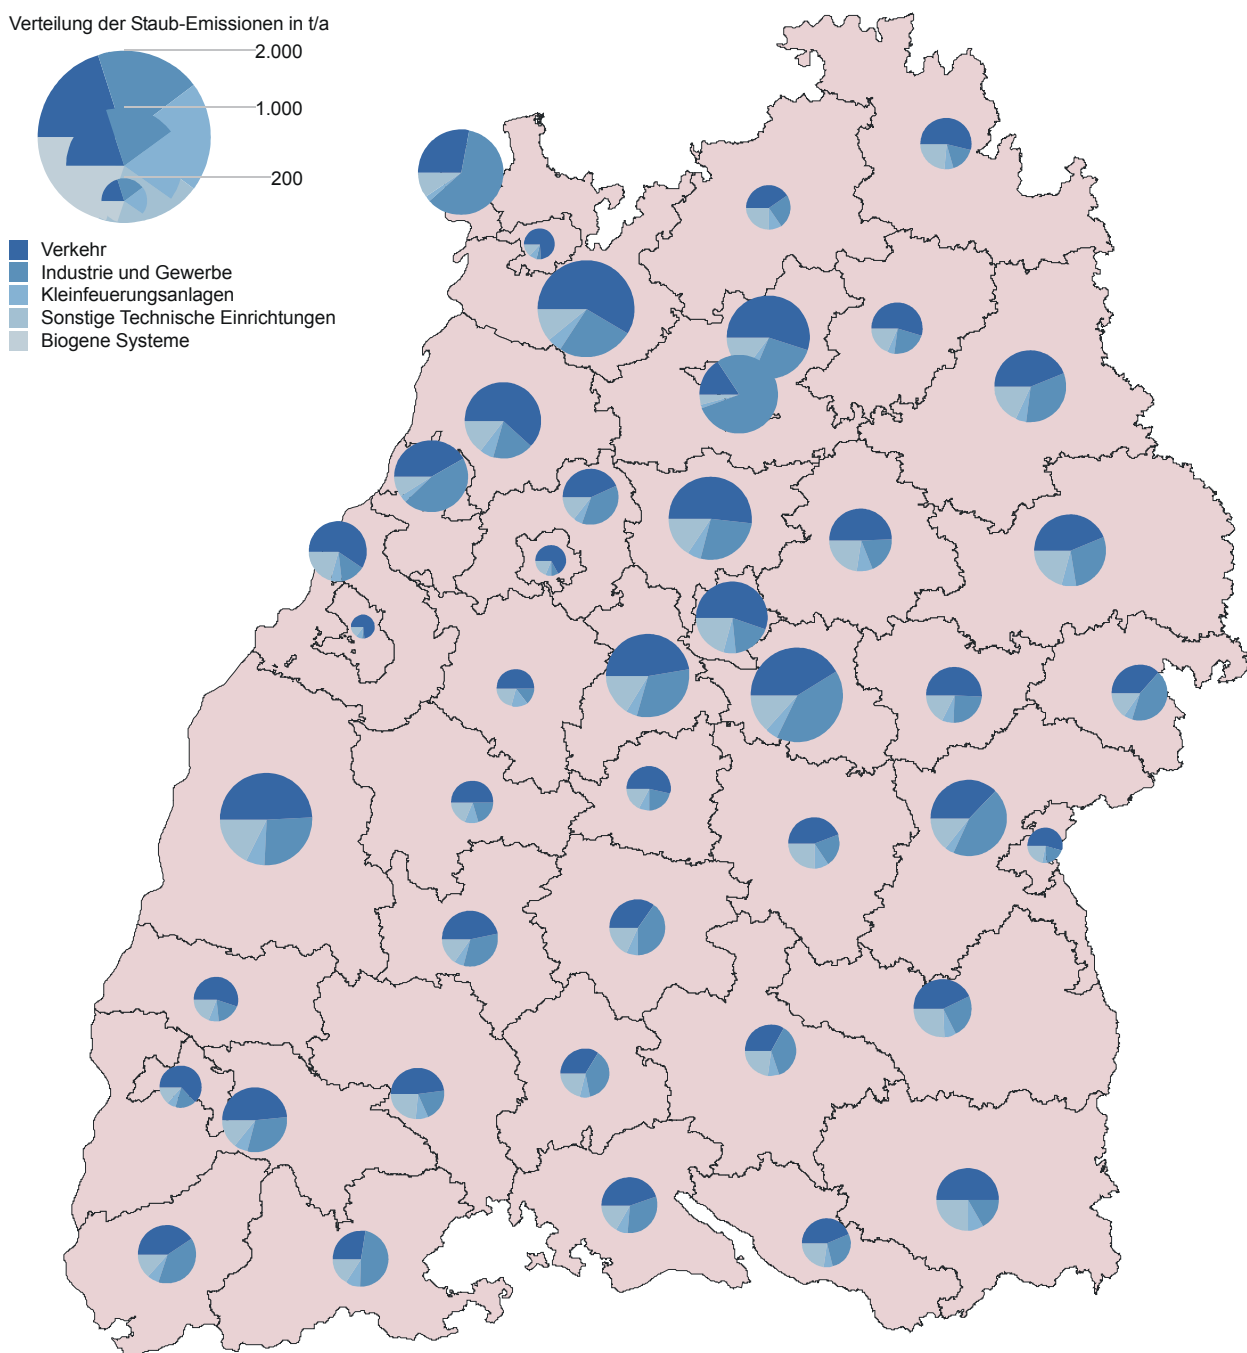 Verteilung der Staub-Emissionen in t/a
2.000
1.000
200
Verkehr
Industrie und Gewerbe
Kleinfeuerungsanlagen
Sonstige Technische Einrichtungen
Biogene Systeme